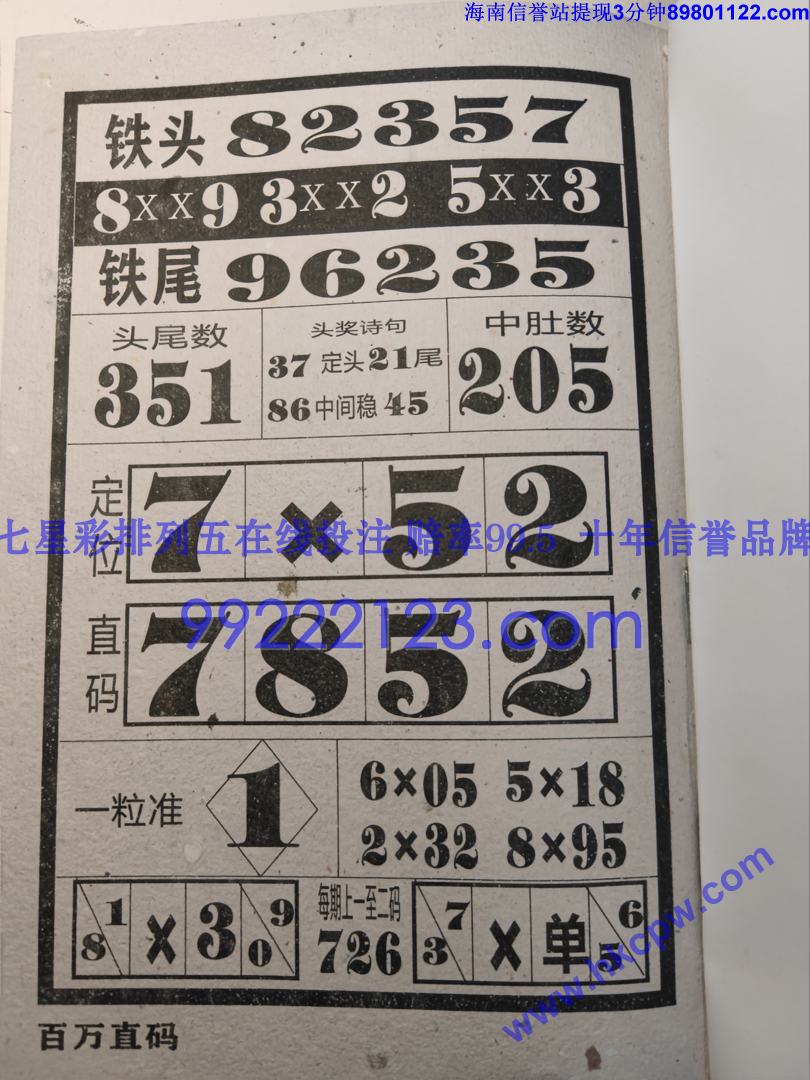 海南信誉站提现3分钟89801122.com
铁头 82357
8xx9 3xx2 5xx3
铁尾 96235
头尾数 头奖诗句 中肚数
351 37 定头 21 尾 205
86 中间稳 45
定位 7×52
七星彩排列五在线投注 赔率99.5 十年信誉品牌
99222123.com
直码 7852
一粒准 1
6×05 5×18
2×32 8×95
每期上一至二码
8 1 × 3 0 9 726 3 7 × 单 5 6
www.hkcpw.com
百万直码